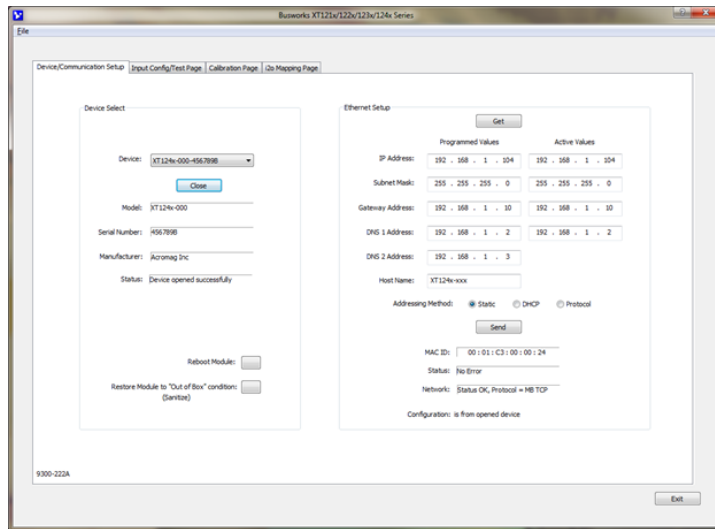 Busworks XT121x/122x/123x/124x Series
File
Device/Communication Setup Input Config/Test Page Calibration Page i2o Mapping Page
Device Select
Device: XT124x-000-4567898
Close
Model: XT124x-000
Serial Number: 4567898
Manufacturer: Acromag Inc
Status: Device opened successfully
Reboot Module:
Restore Module to "Out of Box" condition:
(Sanitize)
Ethernet Setup
Get
Programmed Values Active Values
IP Address: 192 . 168 . 1 . 104 192 . 168 . 1 . 104
Subnet Mask: 255 . 255 . 255 . 0 255 . 255 . 255 . 0
Gateway Address: 192 . 168 . 1 . 10 192 . 168 . 1 . 10
DNS 1 Address: 192 . 168 . 1 . 2 192 . 168 . 1 . 2
DNS 2 Address: 192 . 168 . 1 . 3
Host Name: XT124x-xxx
Addressing Method: Static DHCP Protocol
Send
MAC ID: 00 : 01 : C3 : 00 : 00 : 24
Status: No Error
Network: Status OK, Protocol = MB TCP
Configuration: is from opened device
9300-222A
Exit